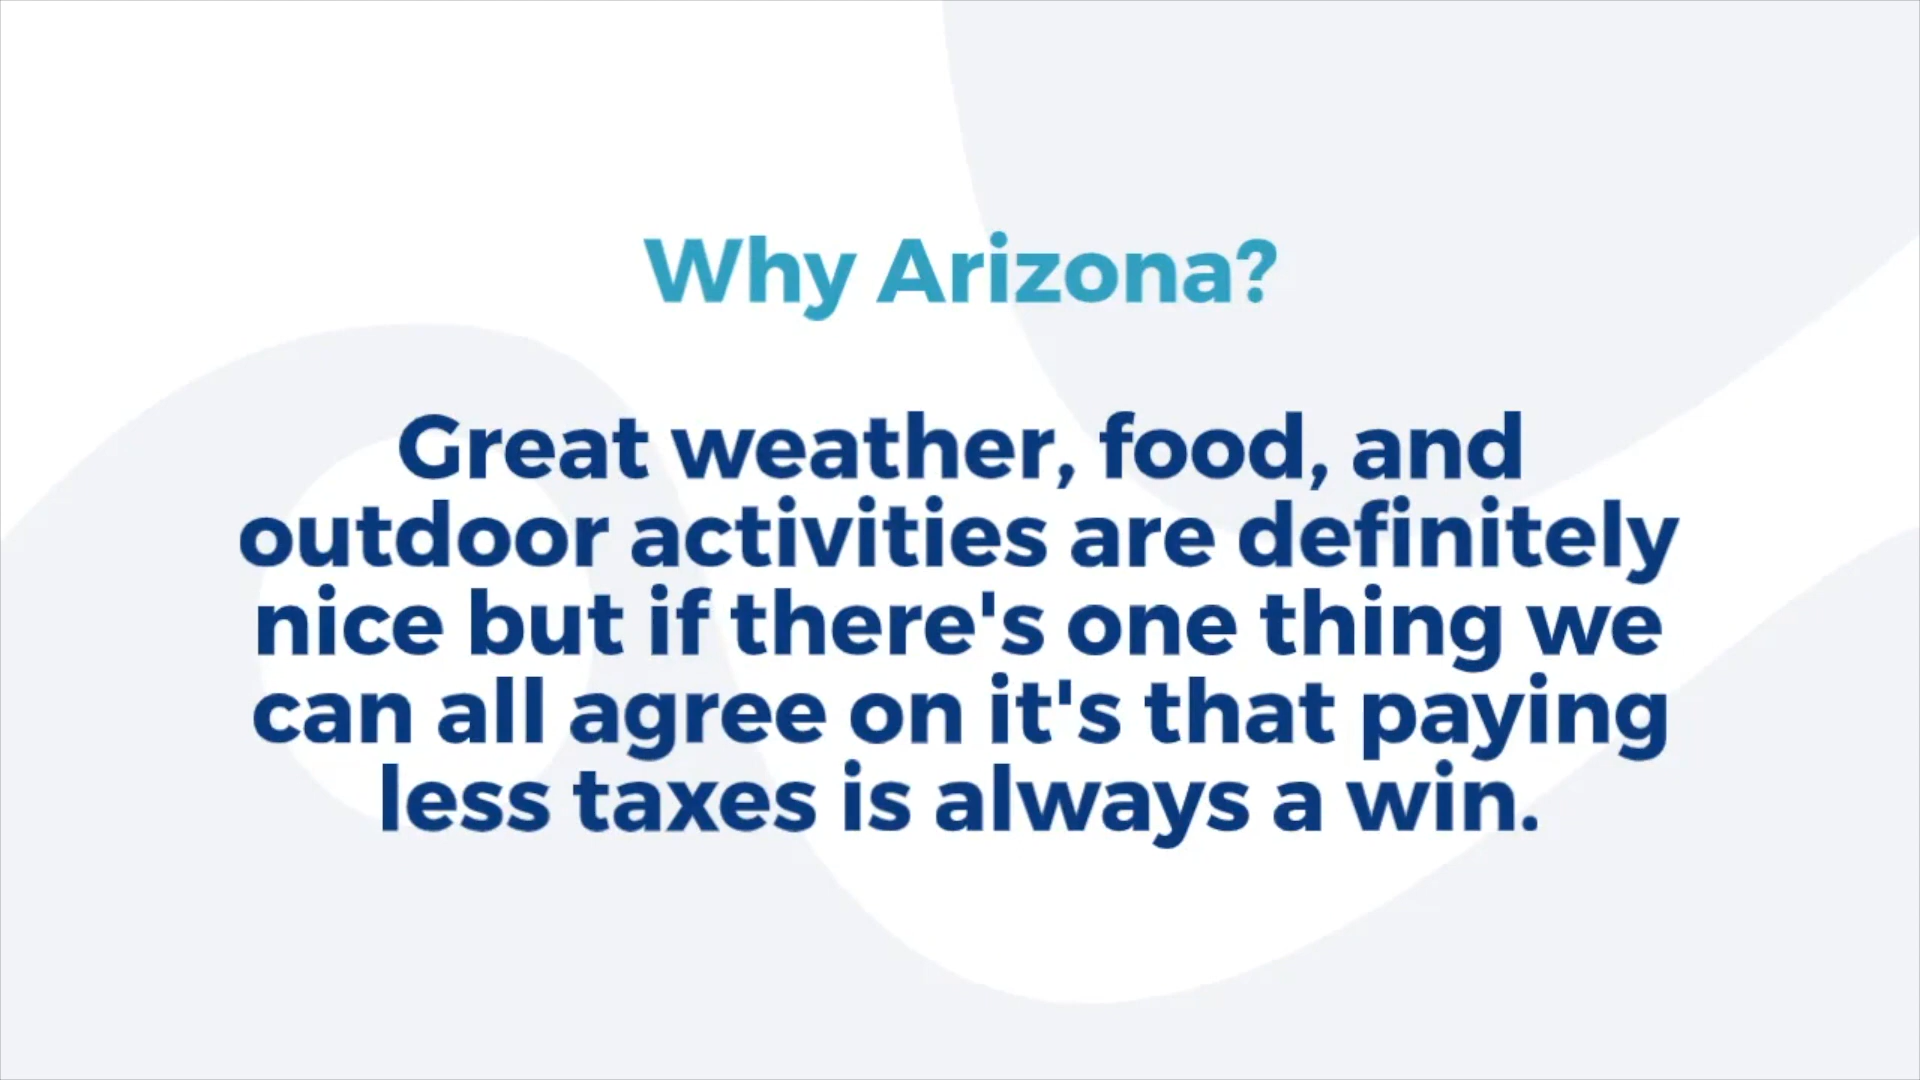 Why Arizona?
Great weather, food, and
outdoor activities are definitely
nice but if there's one thing we
can all agree on it's that paying
less taxes is always a win.